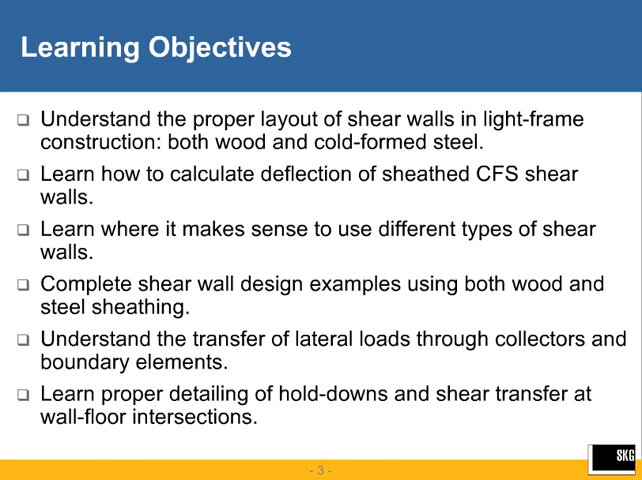 Learning Objectives
Understand the proper layout of shear walls in light-frame
construction: both wood and cold-formed steel.
Learn how to calculate deflection of sheathed CFS shear
walls.
Learn where it makes sense to use different types of shear
walls.
Complete shear wall design examples using both wood and
steel sheathing.
Understand the transfer of lateral loads through collectors and
boundary elements.
Learn proper detailing of hold-downs and shear transfer at
wall-floor intersections.
SKG
- 3 -